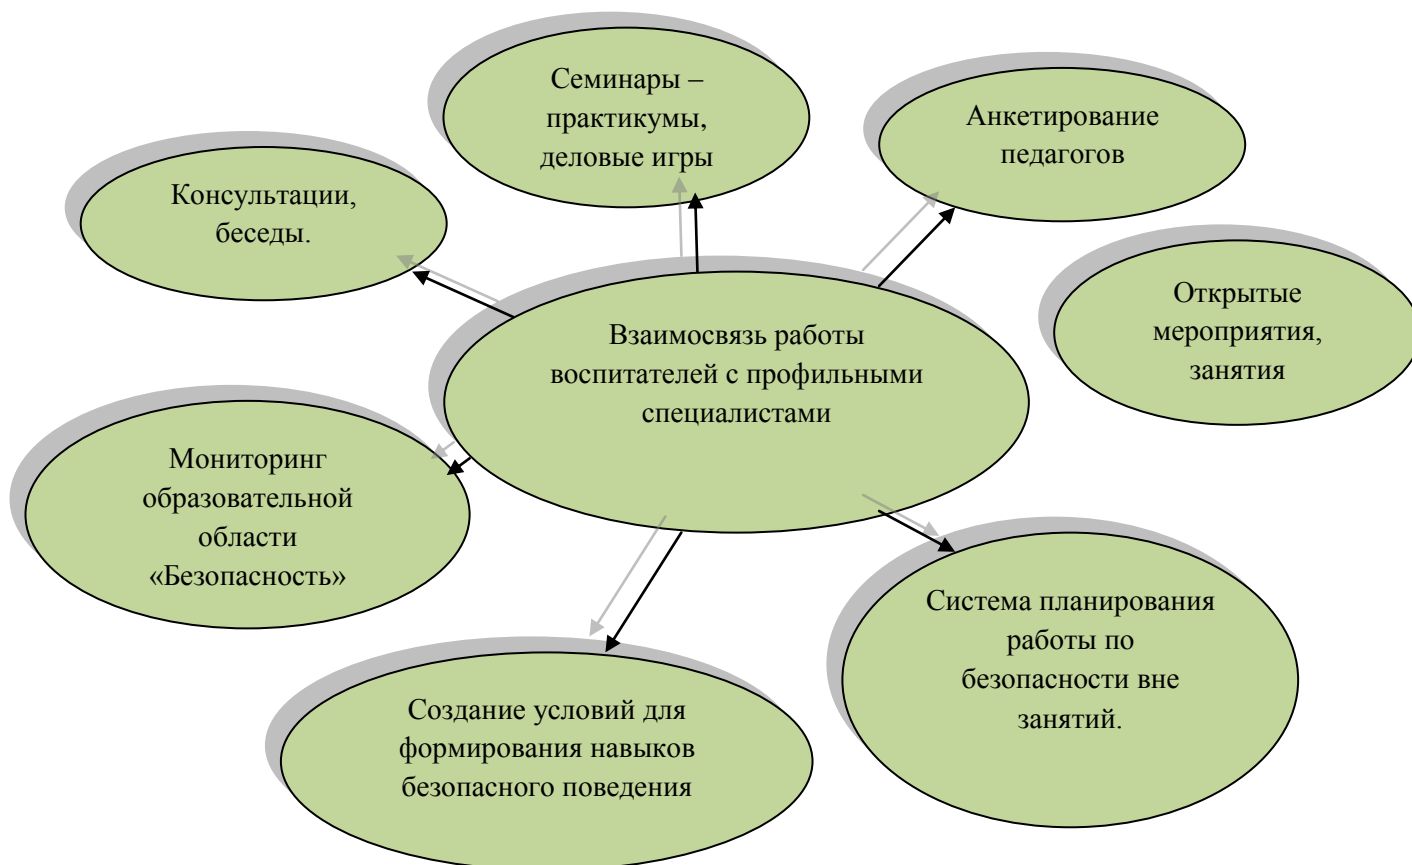 Семинары –
практикумы,
деловые игры
Анкетирование
педагогов
Консультации,
беседы.
Открытые
мероприятия,
занятия
Взаимосвязь работы
воспитателей с профильными
специалистами
Мониторинг
образовательной
области
«Безопасность»
Система планирования
работы по
безопасности вне
занятий.
Создание условий для
формирования навыков
безопасного поведения